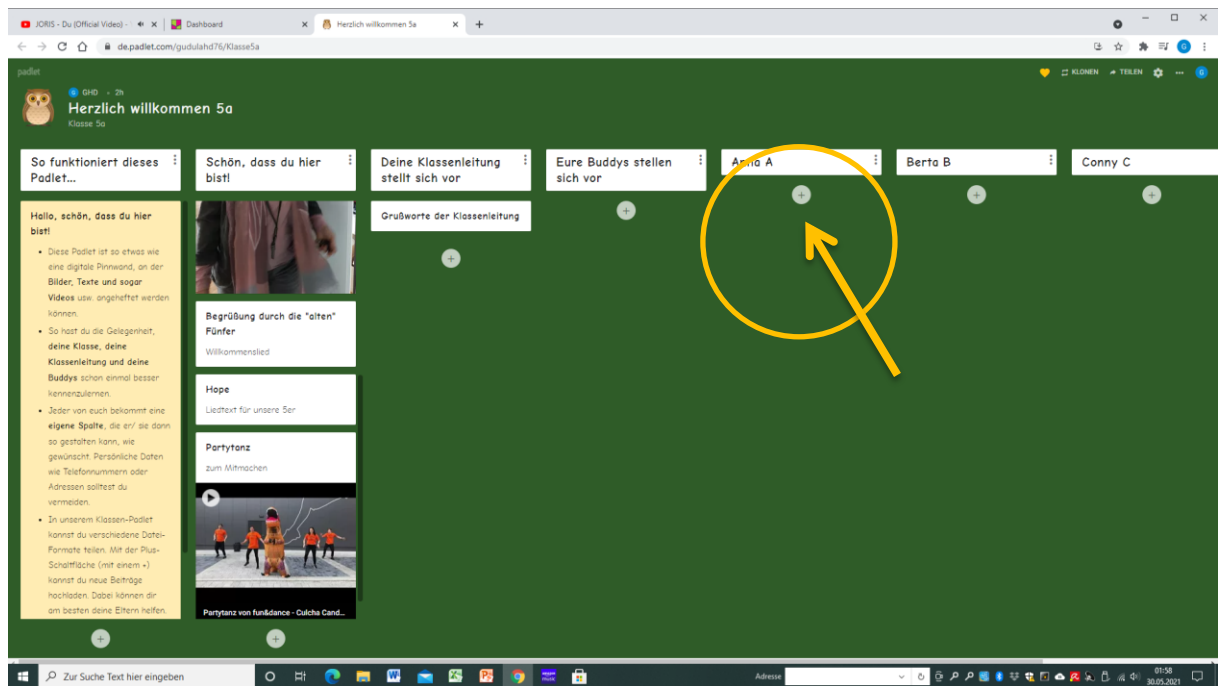 JORIS - Du (Official Video) -
Dashboard
Herzlich willkommen 5a
de.padlet.com/gudulahd76/Klasse5a
G
padlet
KLONEN
TEILEN
G
G GHD · 2h
Herzlich willkommen 5a
Klasse 5a
So funktioniert dieses
Padlet...
Hallo, schön, dass du hier
bist!
• Diese Padlet ist so etwas wie
eine digitale Pinnwand, an der
Bilder, Texte und sogar
Videos usw. angeheftet werden
können.
• So hast du die Gelegenheit,
deine Klasse, deine
Klassenleitung und deine
Buddys schon einmal besser
kennenzulernen.
• Jeder von euch bekommt eine
eigene Spalte, die er/ sie dann
so gestalten kann, wie
gewünscht. Persönliche Daten
wie Telefonnummern oder
Adressen solltest du
vermeiden.
• In unserem Klassen-Padlet
kannst du verschiedene Datei-
Formate teilen. Mit der Plus-
Schaltfläche (mit einem +)
kannst du neue Beiträge
hochladen. Dabei können dir
am besten deine Eltern helfen.
Schön, dass du hier
bist!
Begrüßung durch die "alten"
Fünfer
Willkommenslied
Hope
Liedtext für unsere 5er
Partytanz
zum Mitmachen
Partytanz von fun&dance - Culcha Cand...
Deine Klassenleitung
stellt sich vor
Grußworte der Klassenleitung
Eure Buddys stellen
sich vor
Anna A
Berta B
Conny C
Zur Suche Text hier eingeben
Adresse
01:58
30.05.2021